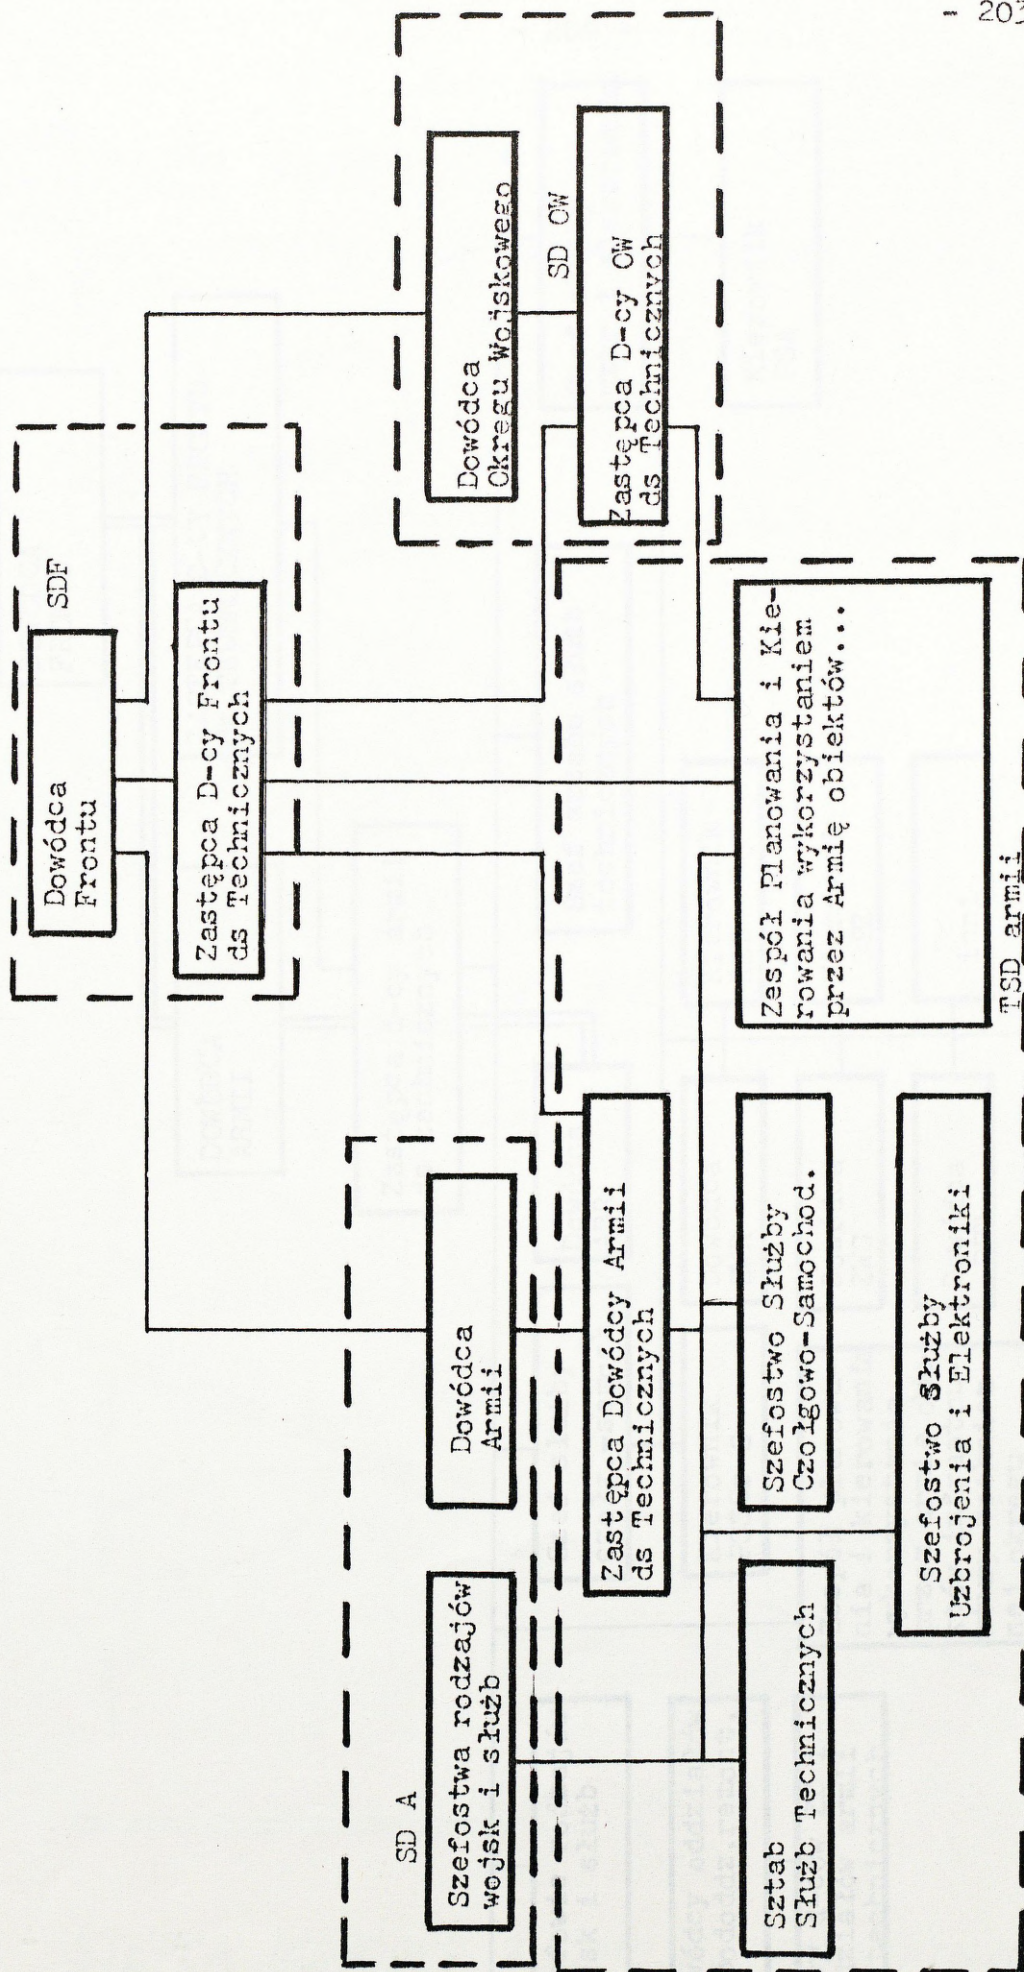 - 203
Dowódca
Frontu
SDF
Zastępca D-cy Frontu
ds Technicznych
SD A
Szefostwa rodzajów
wojsk i służb
Dowódca
Armii
Dowódca
Okręgu Wojskowego
SD OW
Zastępca D-cy OW
ds Technicznych
Zastępca Dowódcy Armii
ds Technicznych
Sztab
Służb Technicznych
Szefostwo Służby
Czołgowo-Samochod.
Zespół Planowania i Kie-
rowania wykorzystaniem
przez Armię obiektów...
Szefostwo Służby
Uzbrojenia i Elektroniki
TSD armii